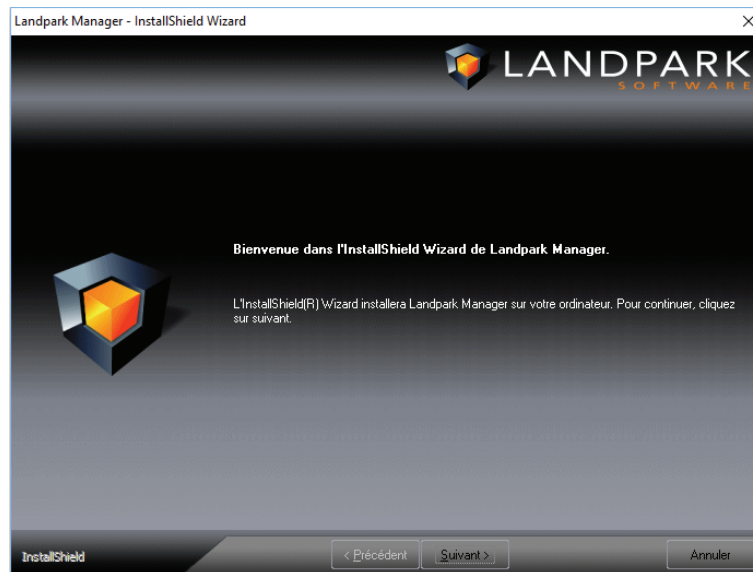 Landpark Manager - InstallShield Wizard
LANDPARK
SOFTWARE
Bienvenue dans l'InstallShield Wizard de Landpark Manager.
L'InstallShield(R) Wizard installera Landpark Manager sur votre ordinateur. Pour continuer, cliquez
sur suivant.
InstallShield
< Précédent
Suivant >
Annuler